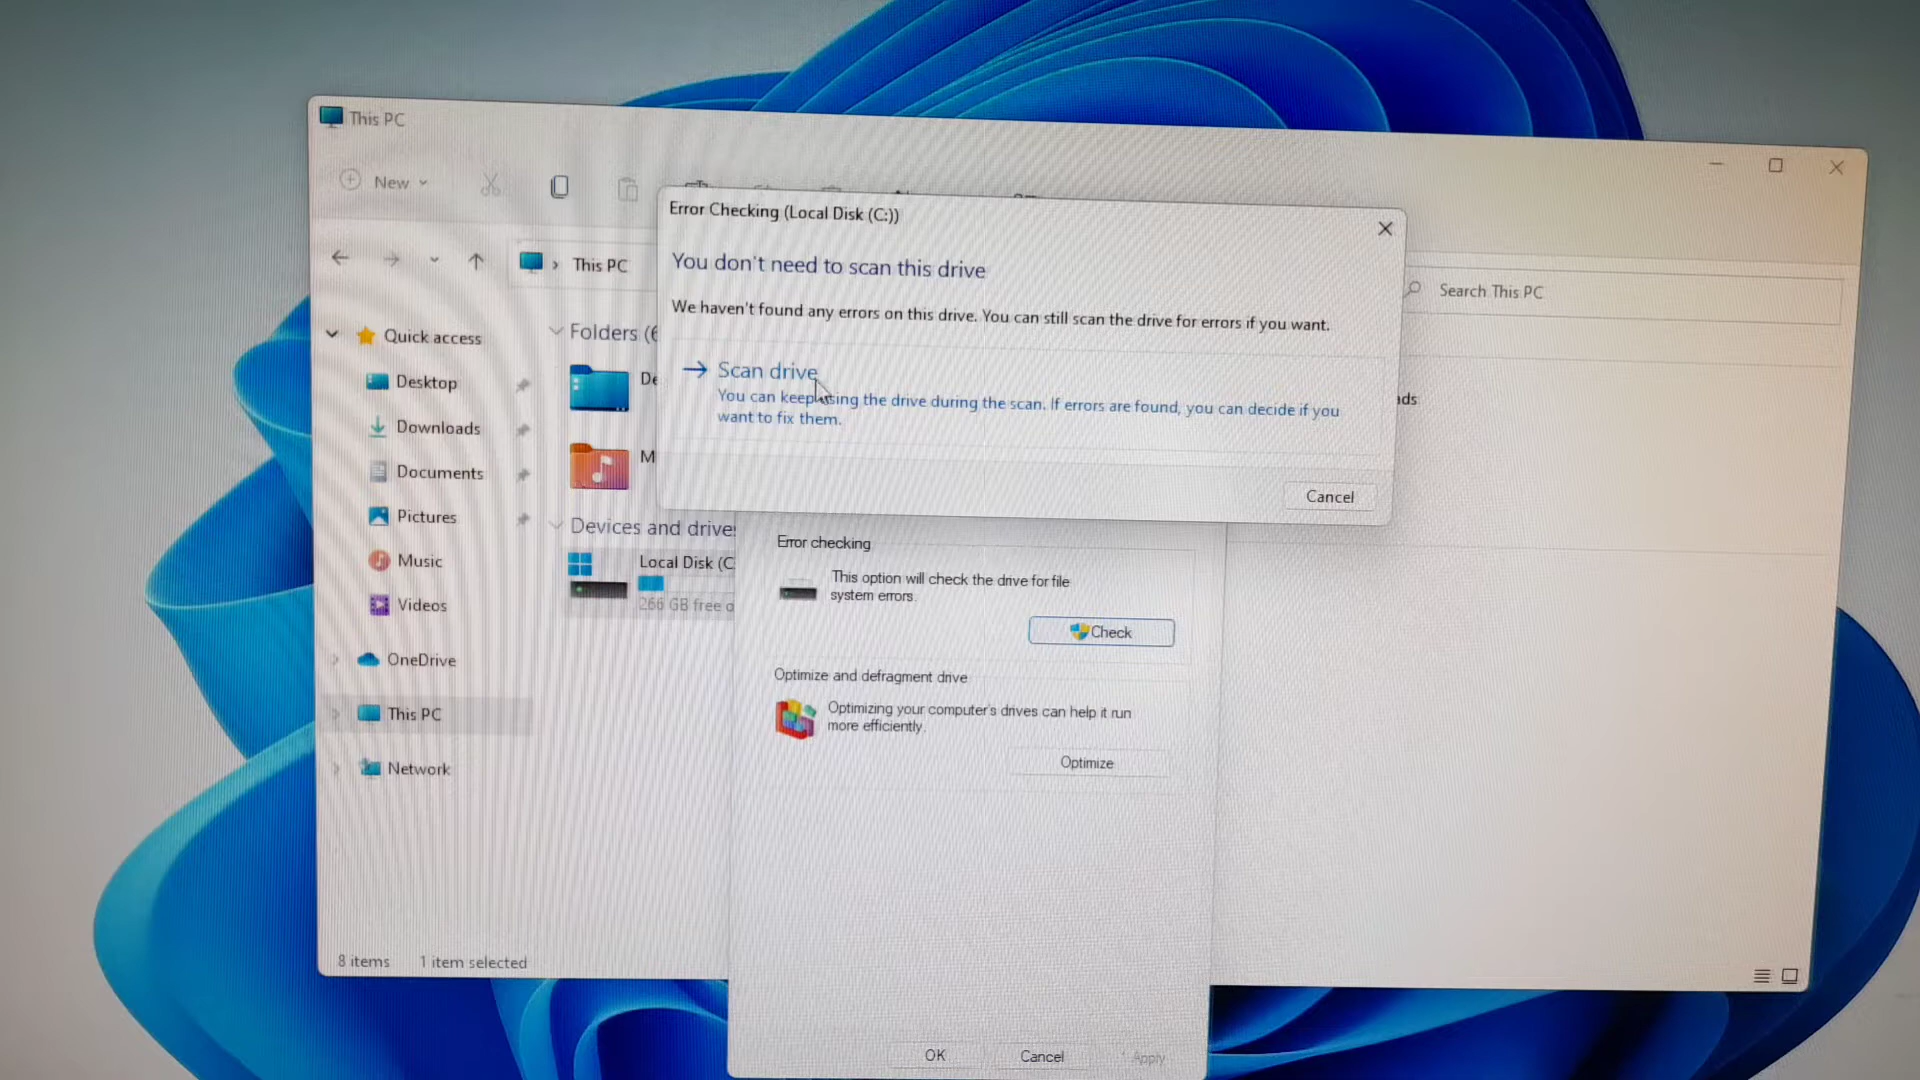 This PC
New
Error Checking (Local Disk (C:))
You don't need to scan this drive
We haven't found any errors on this drive. You can still scan the drive for errors if you want.
Scan drive
You can keep using the drive during the scan. If errors are found, you can decide if you
want to fix them.
Cancel
This PC
Search This PC
Quick access
Desktop
Downloads
Documents
Pictures
Music
Videos
OneDrive
This PC
Network
Folders (6
De
M
ads
Devices and drives
Local Disk (C
266 GB free o
Error checking
This option will check the drive for file
system errors.
Check
Optimize and defragment drive
Optimizing your computer's drives can help it run
more efficiently.
Optimize
OK
Cancel
Apply
8 items
1 item selected